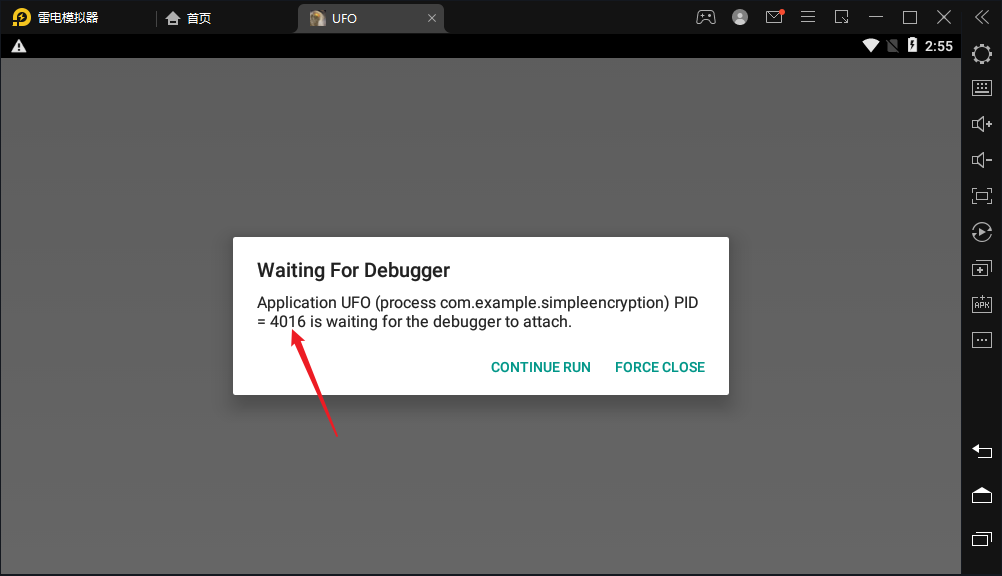 雷电模拟器
首页
UFO
2:55
Waiting For Debugger
Application UFO (process com.example.simpleencryption) PID
= 4016 is waiting for the debugger to attach.
CONTINUE RUN
FORCE CLOSE
APK